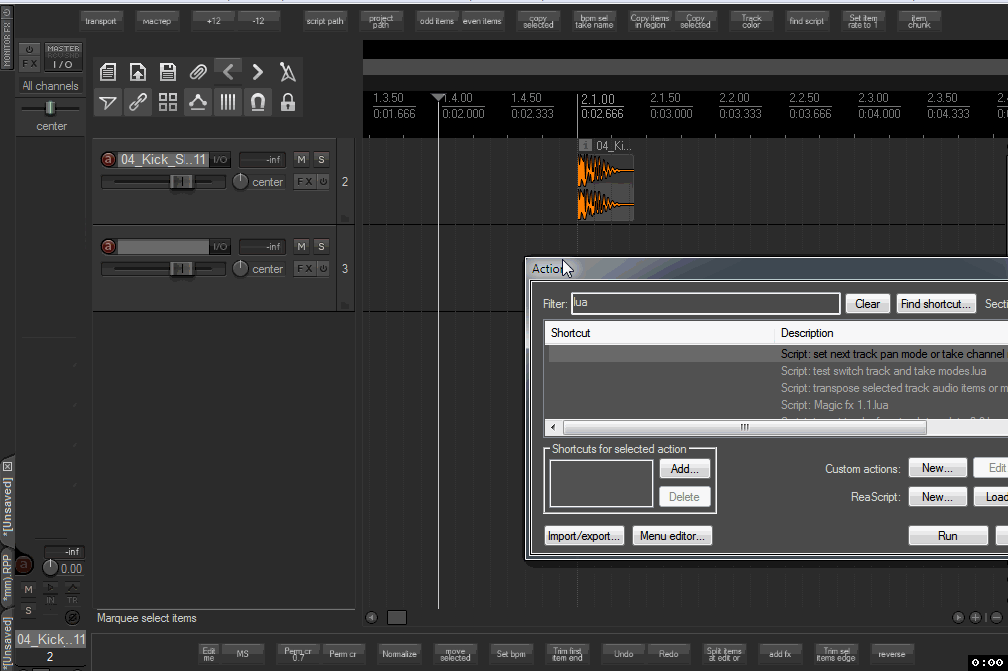 transport
мастер
+12
-12
script path
project path
odd items
even items
copy selected
bpm sel take name
Copy items in region
Copy selected
Track color
find script
Set item rate to 1
item chunk
MONITOR FX
FX
MASTER
I/O
All channels
center
1.3.50
0:01.666
1.4.00
0:02.000
1.4.50
0:02.333
2.1.00
0:02.666
2.1.50
0:03.000
2.2.00
0:03.333
2.2.50
0:03.666
2.3.00
0:04.000
2.3.50
0:04.333
04_Kick_S..11
I/O
-inf
M
S
center
FX
2
i
04_Ki...
I/O
-inf
M
S
center
FX
3
Action
Filter:
lua
Clear
Find shortcut...
Secti
Shortcut
Description
Script: set next track pan mode or take channel
Script: test switch track and take modes.lua
Script: transpose selected track audio items or m
Script: Magic fx 1.1.lua
Shortcuts for selected action
Add...
Delete
Custom actions:
New...
Edit
ReaScript:
New...
Load
Import/export...
Menu editor...
Run
*[Unsaved]
*mm).RPP
*[Unsaved]
-inf
0.00
M
IN
TR
S
04_Kick..11
2
Marquee select items
Edit me
MS
Perm cr 0.7
Perm cr
Normalize
move selected
Set bpm
Trim first item end
Undo
Redo
Split items at edit or
add fx
Trim sel items edge
reverse
0:00